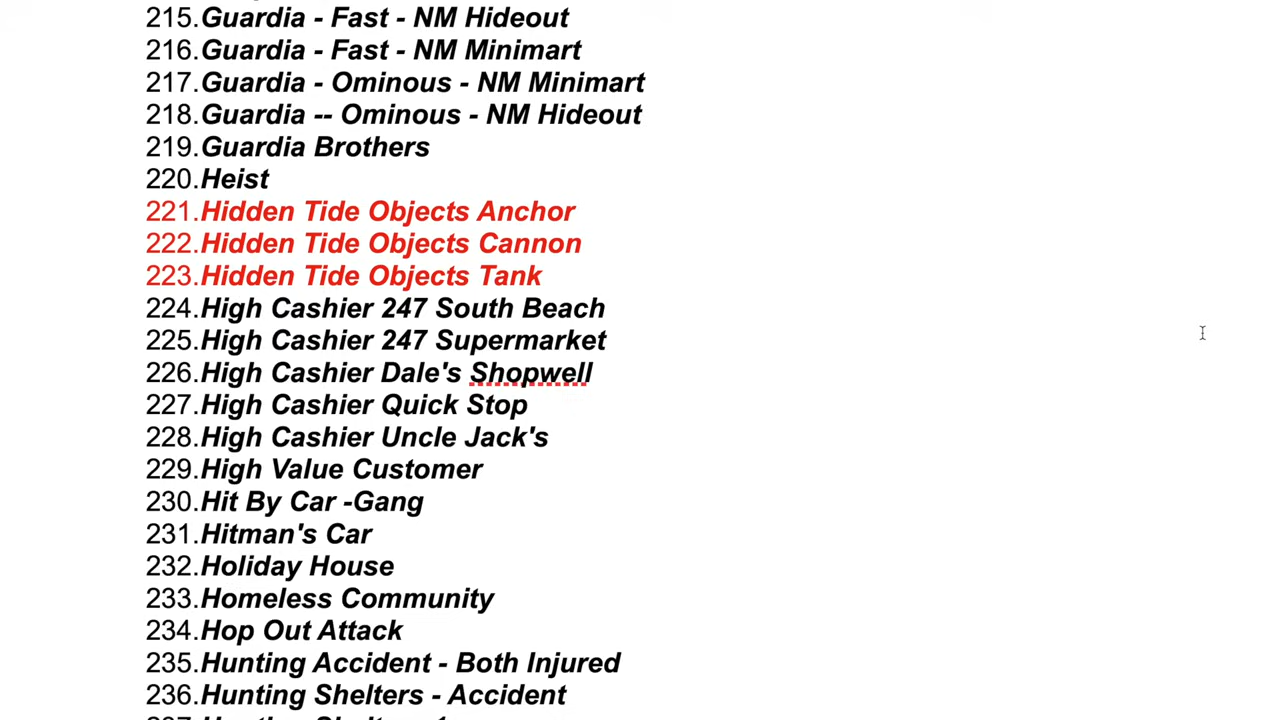 215.Guardia - Fast - NM Hideout
216.Guardia - Fast - NM Minimart
217.Guardia - Ominous - NM Minimart
218.Guardia -- Ominous - NM Hideout
219.Guardia Brothers
220.Heist
221.Hidden Tide Objects Anchor
222.Hidden Tide Objects Cannon
223.Hidden Tide Objects Tank
224.High Cashier 247 South Beach
225.High Cashier 247 Supermarket
226.High Cashier Dale's Shopwell
227.High Cashier Quick Stop
228.High Cashier Uncle Jack's
229.High Value Customer
230.Hit By Car -Gang
231.Hitman's Car
232.Holiday House
233.Homeless Community
234.Hop Out Attack
235.Hunting Accident - Both Injured
236.Hunting Shelters - Accident